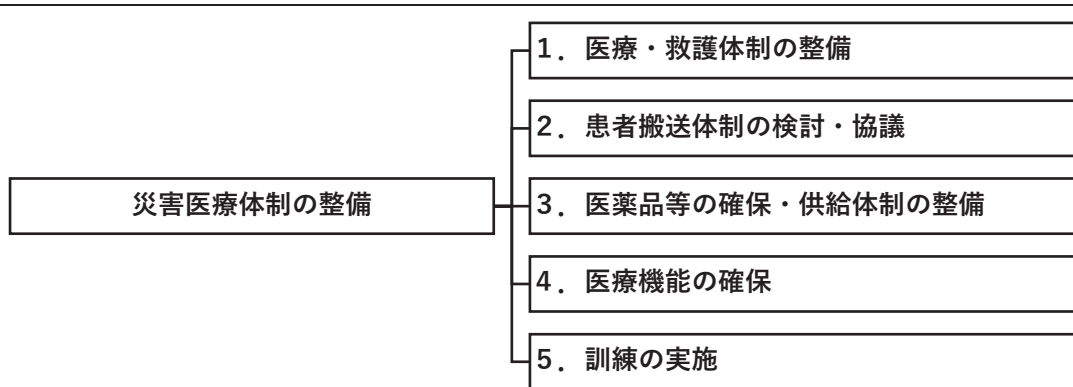 1．医療・救護体制の整備
2．患者搬送体制の検討・協議
災害医療体制の整備
3．医薬品等の確保・供給体制の整備
4．医療機能の確保
5．訓練の実施